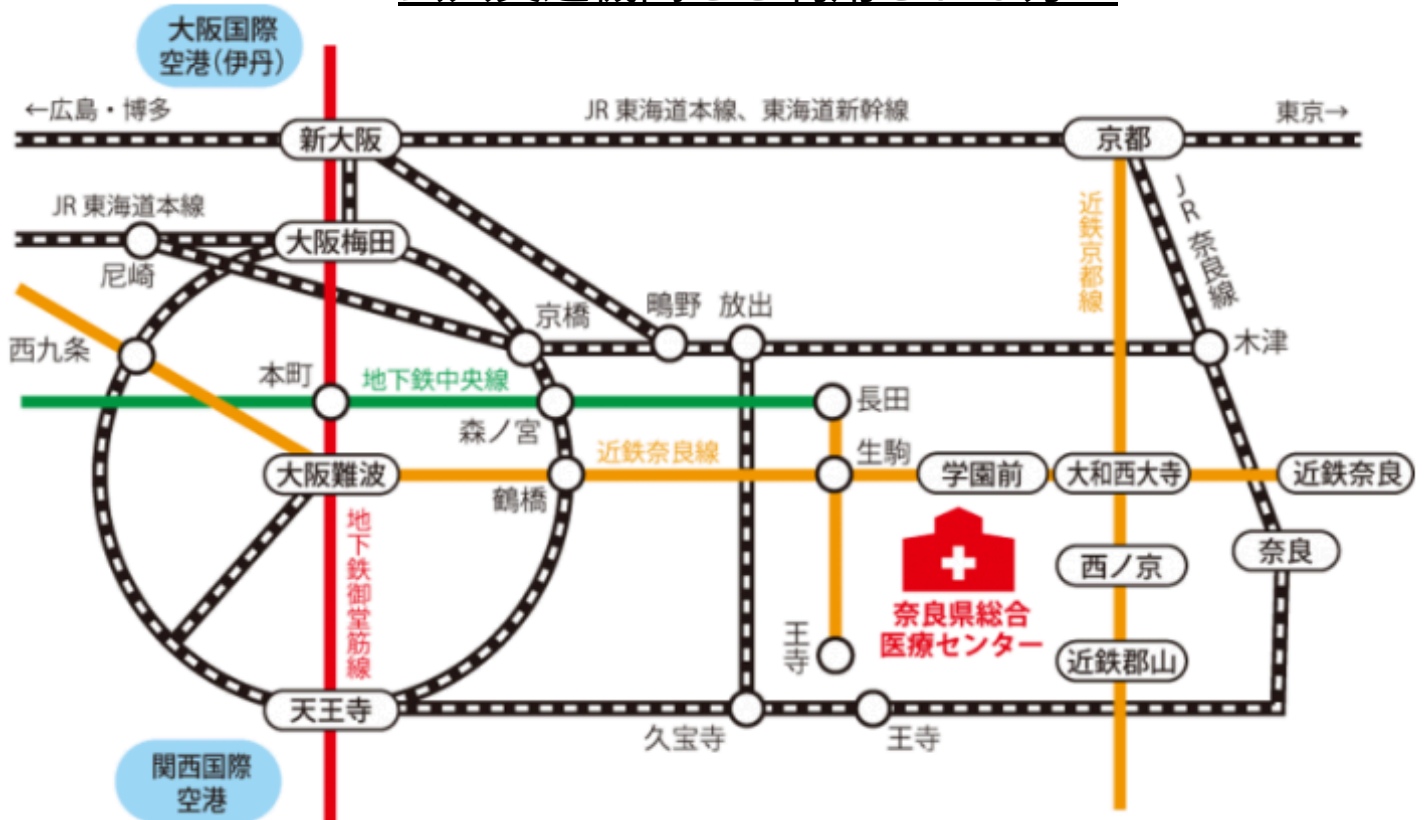 大阪国際
空港(伊丹)
←広島・博多
JR 東海道本線、東海道新幹線
東京→
新大阪
京都
JR 東海道本線
大阪梅田
尼崎
近鉄京都線
JR 奈良線
京橋
鴫野
放出
木津
西九条
本町
地下鉄中央線
長田
森ノ宮
近鉄奈良線
生駒
大阪難波
鶴橋
学園前
大和西大寺
近鉄奈良
地下鉄御堂筋線
奈良
西ノ京
奈良県総合
医療センター
王寺
近鉄郡山
天王寺
久宝寺
王寺
関西国際
空港